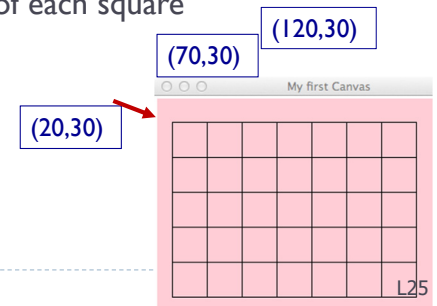 of each square
(120,30)
(70,30)
My first Canvas
(20,30)
L25